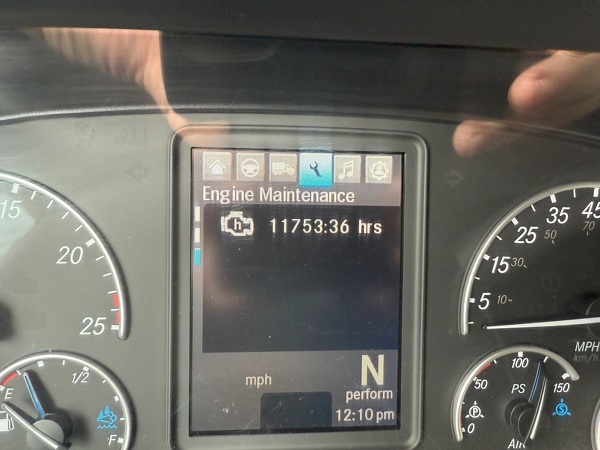 Engine Maintenance
h 11753:36 hrs
15
20
25
E 1/2 F
mph
N
perform
12:10 pm
45
70
35
50
25
30
15
10
5
MPH
km/h
100
50 PS 150
P S
0
AIR